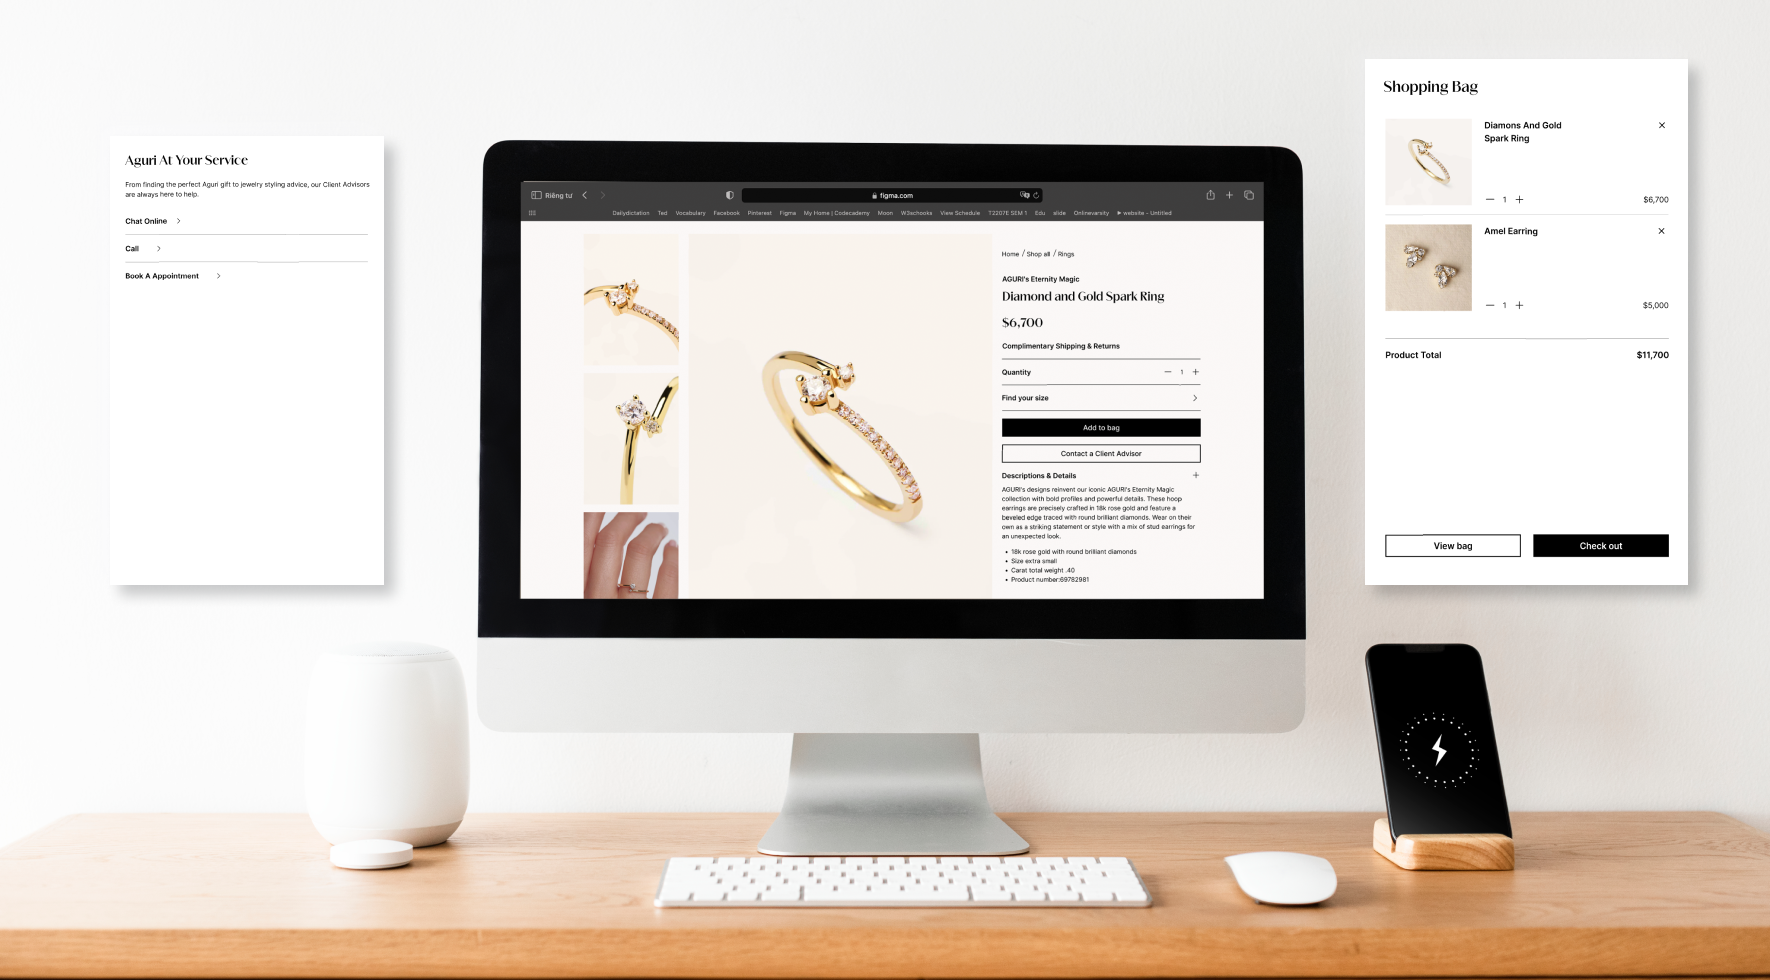 Aguri At Your Service
From finding the perfect Aguri gift to jewelry styling advice, our Client Advisors
are always here to help.
Chat Online
Call
Book A Appointment
Riêng tư
figma.com
Dailydictation Ted Vocabulary Facebook Pinterest Figma My Home | Codecademy Moon W3schools View Schedule T2207E SEM 1 Edu slide Onlinevarsity website - Untitled
Home / Shop all / Rings
AGURI's Eternity Magic
Diamond and Gold Spark Ring
$6,700
Complimentary Shipping & Returns
Quantity — 1 +
Find your size
Add to bag
Contact a Client Advisor
Descriptions & Details +
AGURI's designs reinvent our iconic AGURI's Eternity Magic
collection with bold profiles and powerful details. These hoop
earrings are precisely crafted in 18k rose gold and feature a
beveled edge traced with round brilliant diamonds. Wear on their
own as a striking statement or style with a mix of stud earrings for
an unexpected look.
• 18k rose gold with round brilliant diamonds
• Size extra small
• Carat total weight .40
• Product number:69782981
Shopping Bag
Diamons And Gold
Spark Ring
— 1 + $6,700
Amel Earring
— 1 + $5,000
Product Total $11,700
View bag
Check out